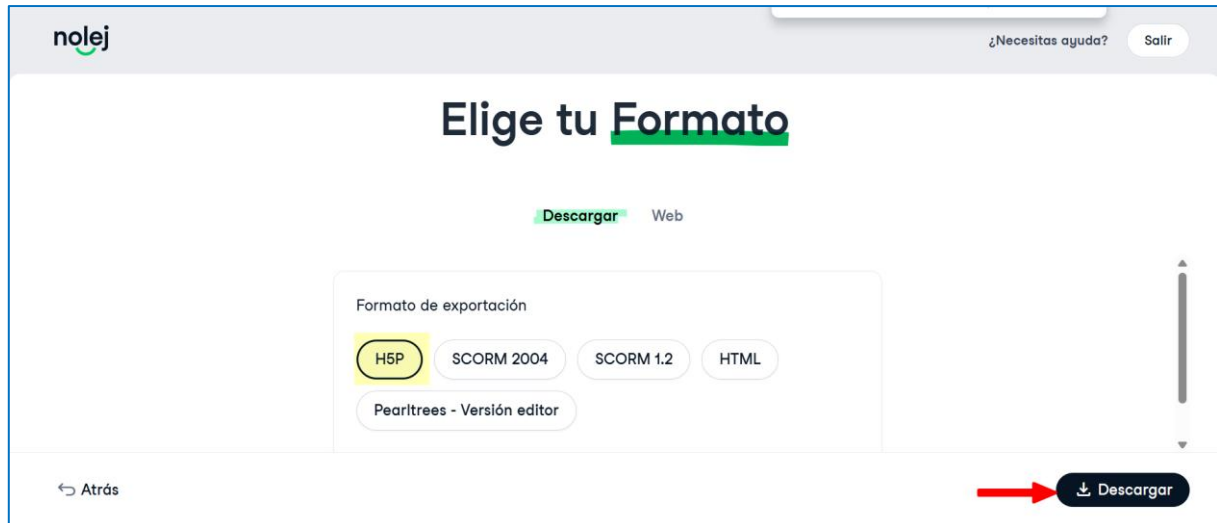 nolej
¿Necesitas ayuda? Salir
Elige tu Formato
Descargar Web
Formato de exportación
H5P SCORM 2004 SCORM 1.2 HTML
Pearltrees - Versión editor
Atrás Descargar